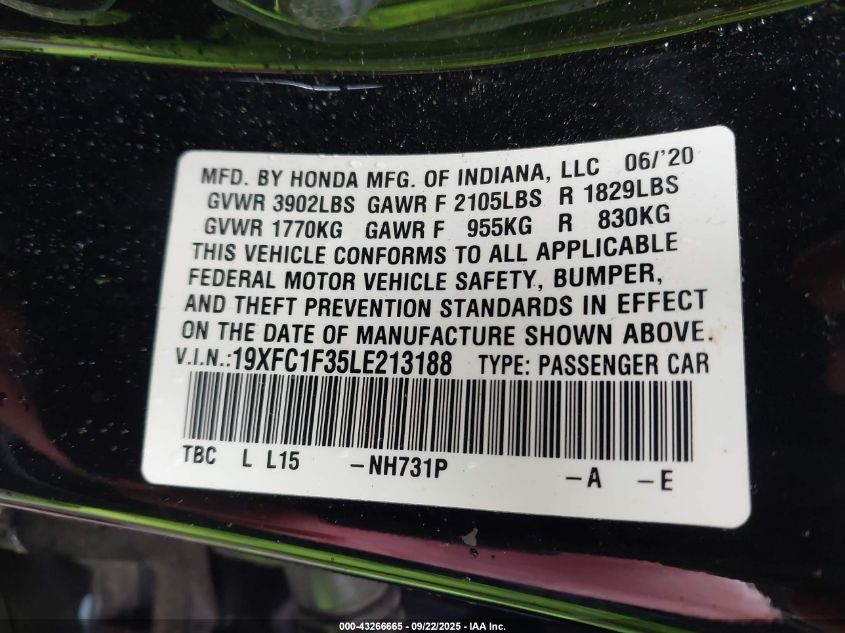 MFD. BY HONDA MFG. OF INDIANA, LLC 06/'20
GVWR 3902LBS GAWR F 2105LBS R 1829LBS
GVWR 1770KG GAWR F 955KG R 830KG
THIS VEHICLE CONFORMS TO ALL APPLICABLE
FEDERAL MOTOR VEHICLE SAFETY, BUMPER,
AND THEFT PREVENTION STANDARDS IN EFFECT
ON THE DATE OF MANUFACTURE SHOWN ABOVE.
V.I.N.:19XFC1F35LE213188 TYPE: PASSENGER CAR
TBC L L15 -NH731P -A -E
000-43266665 • 09/22/2025 - IAA Inc.